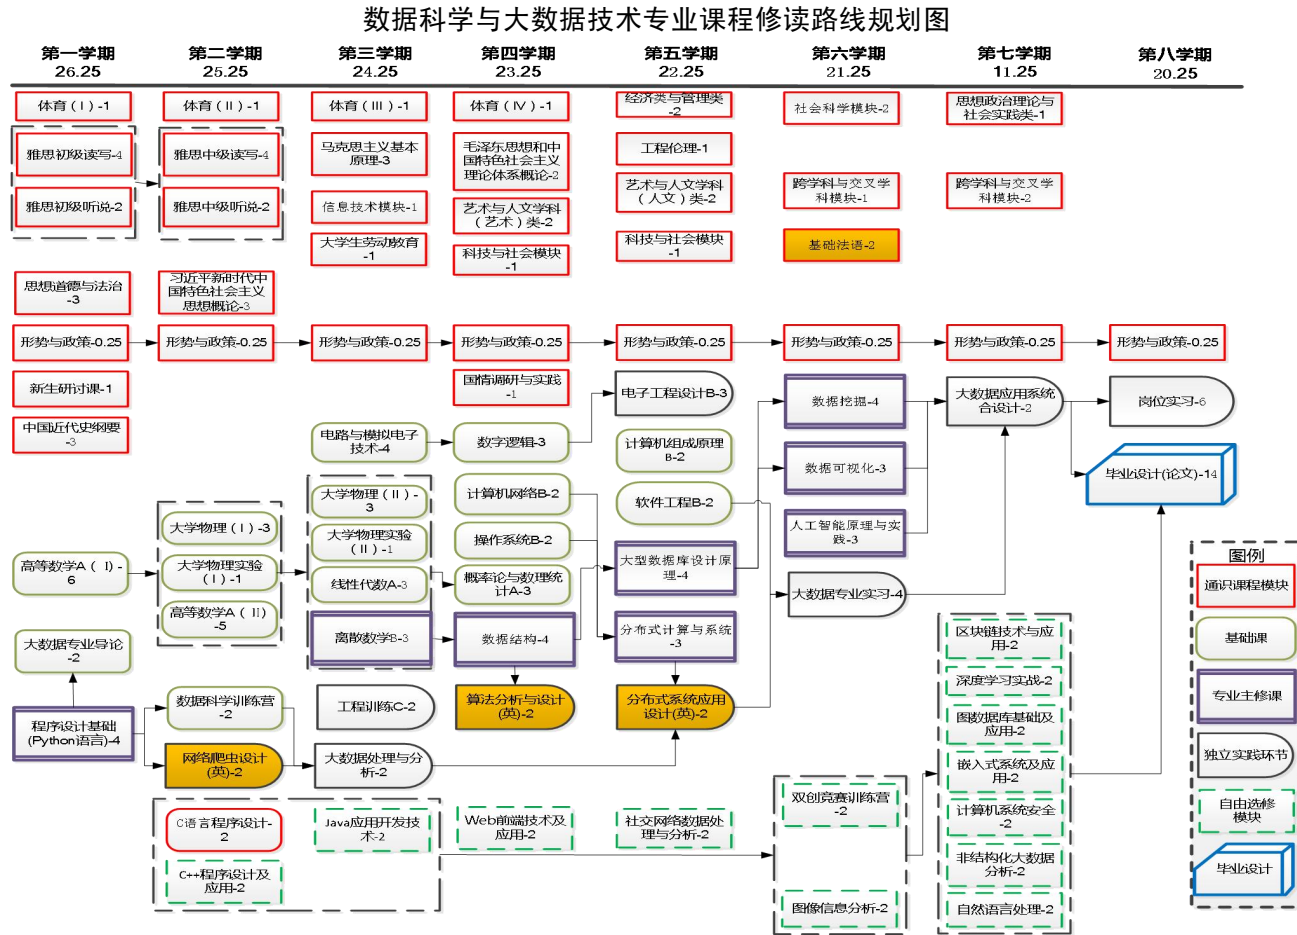 数据科学与大数据技术专业课程修读路线规划图
第一学期
26.25
第二学期
25.25
第三学期
24.25
第四学期
23.25
第五学期
22.25
第六学期
21.25
第七学期
11.25
第八学期
20.25
体育(Ⅰ)-1
雅思初级读写-4
雅思初级听说-2
思想道德与法治
-3
形势与政策-0.25
新生研讨课-1
中国近代史纲要
-3
高等数学A( Ⅰ)-
6
大数据专业导论
-2
程序设计基础
(Python语言)-4
体育(Ⅱ)-1
雅思中级读写-4
雅思中级听说-2
习近平新时代中
国特色社会主义
思想概论-3
形势与政策-0.25
大学物理(Ⅰ)-3
大学物理实验
(Ⅰ)-1
高等数学A( Ⅱ)-
5
数据科学训练营
-2
网络爬虫设计
(英)-2
C语言程序设计-
2
C++程序设计及
应用-2
体育(Ⅲ)-1
马克思主义基本
原理-3
信息技术模块-1
大学生劳动教育
-1
形势与政策-0.25
电路与模拟电子
技术-4
大学物理(Ⅱ)-
3
大学物理实验
(Ⅱ)-1
线性代数A-3
离散数学B-3
工程训练C-2
大数据处理与分
析-2
Java应用开发技
术-2
体育(Ⅳ)-1
毛泽东思想和中
国特色社会主义
理论体系概论-2
艺术与人文学科
(艺术)类-2
科技与社会模块
-1
形势与政策-0.25
国情调研与实践
-1
数字逻辑-3
计算机网络B-2
操作系统B-2
概率论与数理统
计A-3
数据结构-4
算法分析与设计
(英)-2
Web前端技术及
应用-2
经济类与管理类
-2
工程伦理-1
艺术与人文学科
(人文)类-2
科技与社会模块
-1
形势与政策-0.25
电子工程设计B-3
计算机组成原理
B-2
软件工程B-2
大型数据库设计原
理-4
分布式计算与系统
-3
分布式系统应用
设计(英)-2
社交网络数据处
理与分析-2
社会科学模块-2
跨学科与交叉学
科模块-1
基础法语-2
形势与政策-0.25
数据挖掘-4
数据可视化-3
人工智能原理与实
践-3
大数据专业实习-4
双创竞赛训练营
-2
图像信息分析-2
思想政治理论与
社会实践类-1
跨学科与交叉学
科模块-2
形势与政策-0.25
大数据应用系统综
合设计-2
区块链技术与应
用-2
深度学习实战-2
图数据库基础及
应用-2
嵌入式系统及应
用-2
计算机系统安全
-2
非结构化大数据
分析-2
自然语言处理-2
形势与政策-0.25
岗位实习-6
毕业设计(论文)-14
图例
通识课程模块
基础课
专业主修课
独立实践环节
自由选修
模块
毕业设计